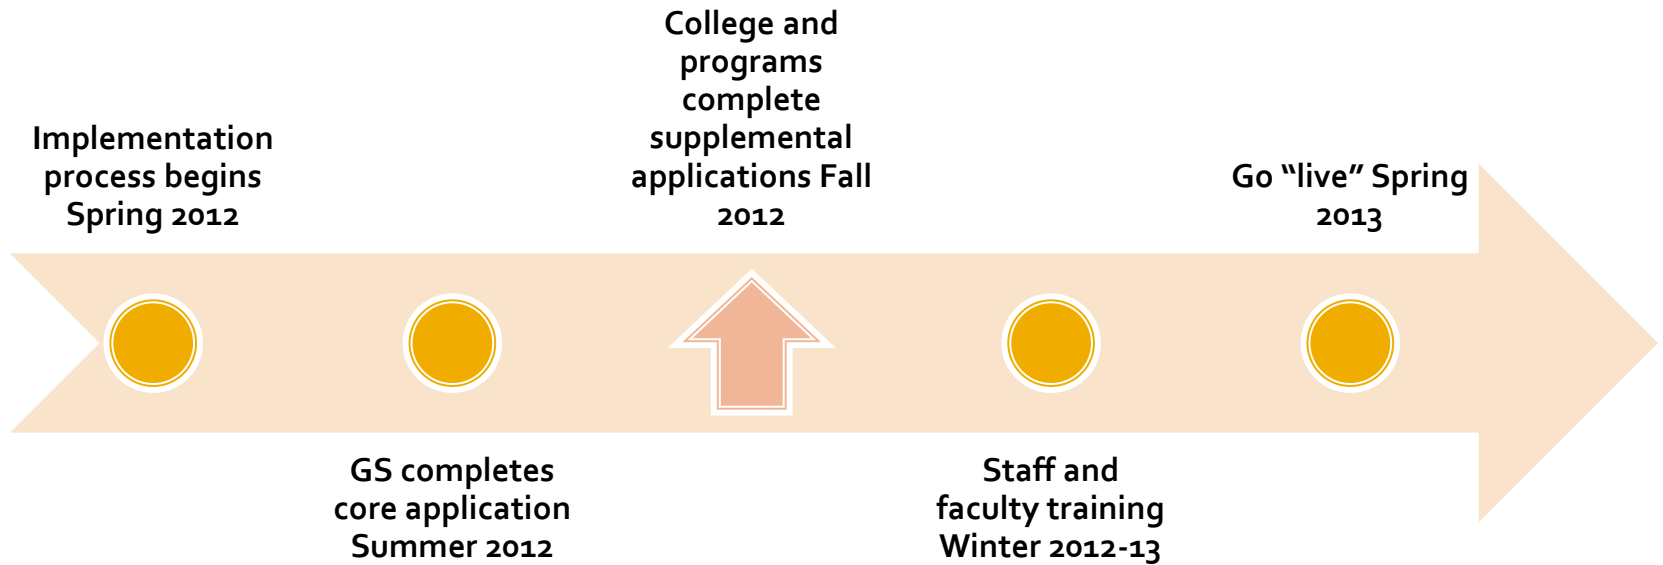 Implementation
process begins
Spring 2012
GS completes
core application
Summer 2012
College and
programs
complete
supplemental
applications Fall
2012
Staff and
faculty training
Winter 2012-13
Go “live” Spring
2013